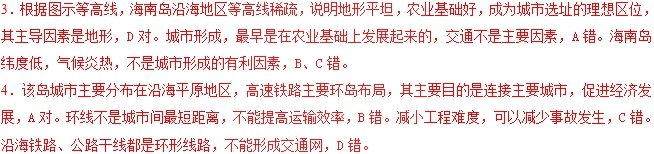 3．根据图示等高线，海南岛沿海地区等高线稀疏，说明地形平坦，农业基础好，成为城市选址的理想区位，
其主导因素是地形，D 对。城市形成，最早是在农业基础上发展起来的，交通不是主要因素，A 错。海南岛
纬度低，气候炎热，不是城市形成的有利因素，B、C 错。
4．该岛城市主要分布在沿海平原地区，高速铁路主要环岛布局，其主要目的是连接主要城市，促进经济发
展，A 对。环线不是城市间最短距离，不能提高运输效率，B 错。减小工程难度，可以减少事故发生，C 错。
沿海铁路、公路干线都是环形线路，不能形成交通网，D 错。